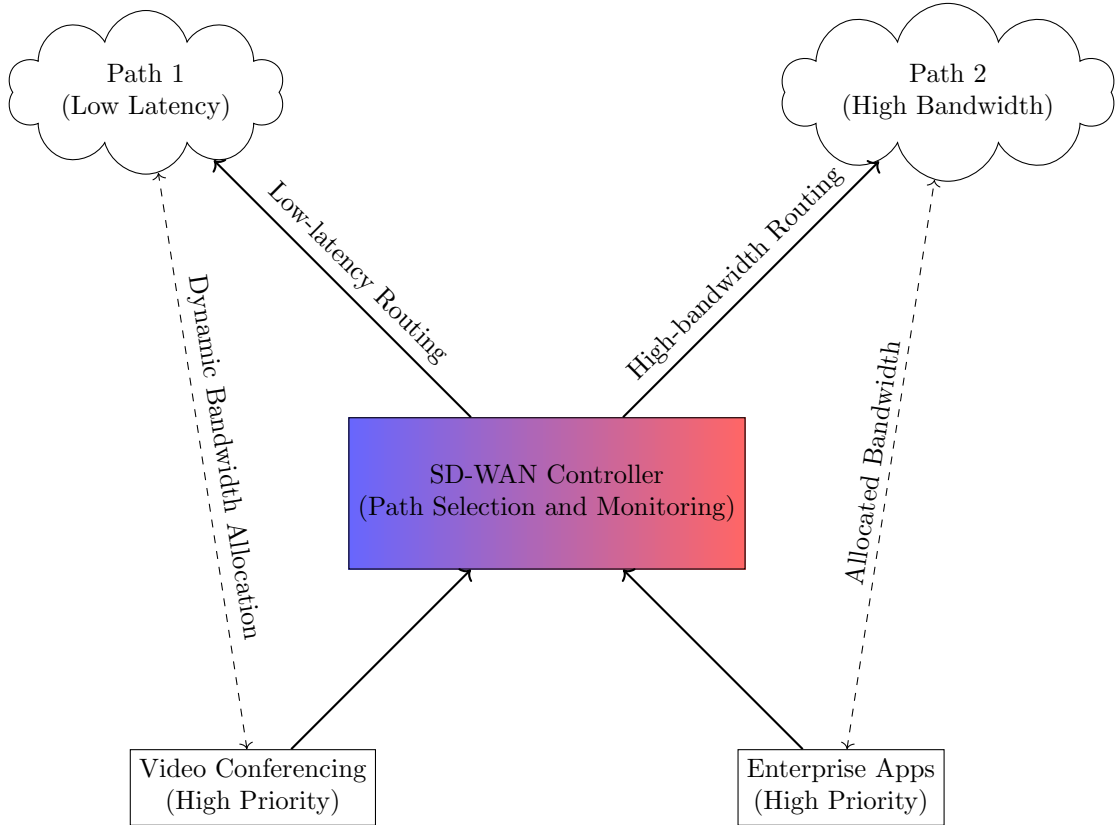 Path 1
(Low Latency)
Path 2
(High Bandwidth)
Low-latency Routing
High-bandwidth Routing
Dynamic Bandwidth Allocation
Allocated Bandwidth
SD-WAN Controller
(Path Selection and Monitoring)
Video Conferencing
(High Priority)
Enterprise Apps
(High Priority)